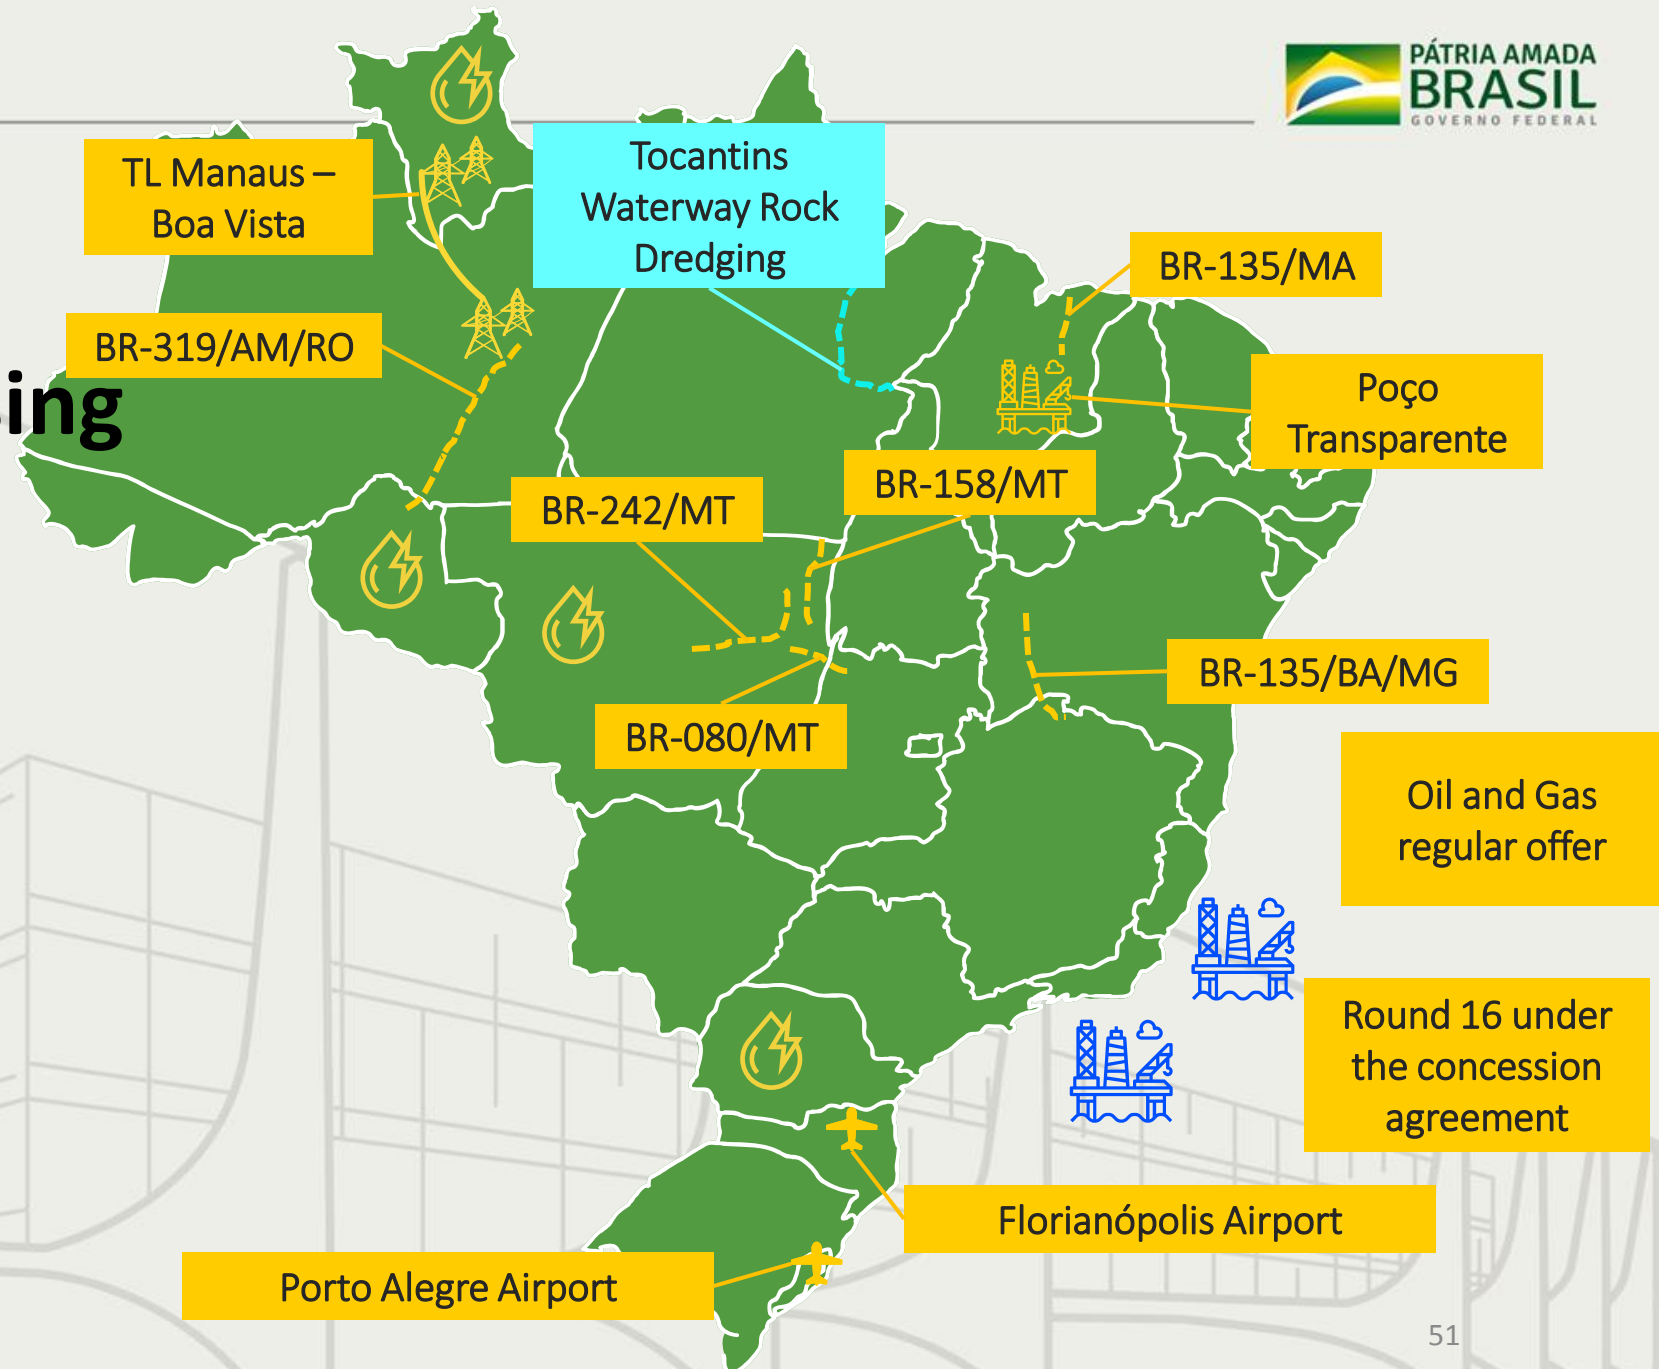 PÁTRIA AMADA
BRASIL
GOVERNO FEDERAL
TL Manaus –
Boa Vista
Tocantins
Waterway Rock
Dredging
BR-135/MA
BR-319/AM/RO
ing
Poço
Transparente
BR-158/MT
BR-242/MT
BR-135/BA/MG
BR-080/MT
Oil and Gas
regular offer
Round 16 under
the concession
agreement
Florianópolis Airport
Porto Alegre Airport
51